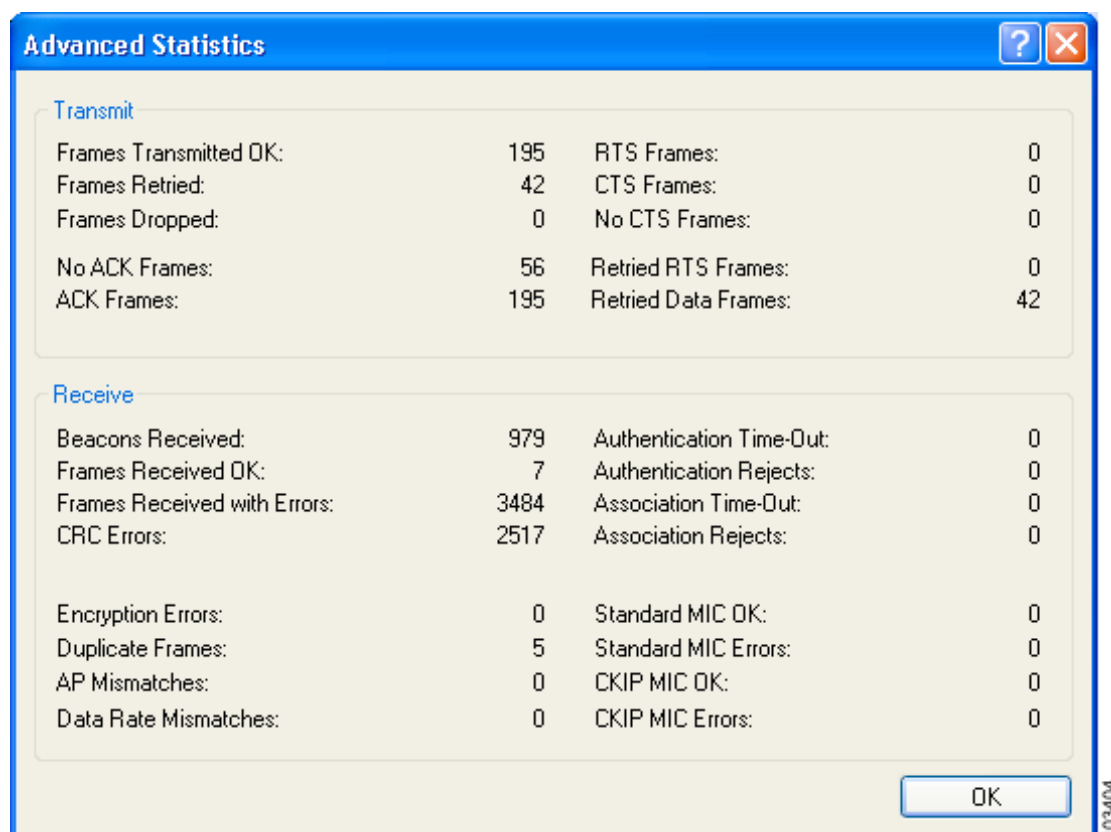 Advanced Statistics
Transmit
Frames Transmitted OK: 195 RTS Frames: 0
Frames Retried: 42 CTS Frames: 0
Frames Dropped: 0 No CTS Frames: 0
No ACK Frames: 56 Retried RTS Frames: 0
ACK Frames: 195 Retried Data Frames: 42
Receive
Beacons Received: 979 Authentication Time-Out: 0
Frames Received OK: 7 Authentication Rejects: 0
Frames Received with Errors: 3484 Association Time-Out: 0
CRC Errors: 2517 Association Rejects: 0
Encryption Errors: 0 Standard MIC OK: 0
Duplicate Frames: 5 Standard MIC Errors: 0
AP Mismatches: 0 CKIP MIC OK: 0
Data Rate Mismatches: 0 CKIP MIC Errors: 0
OK